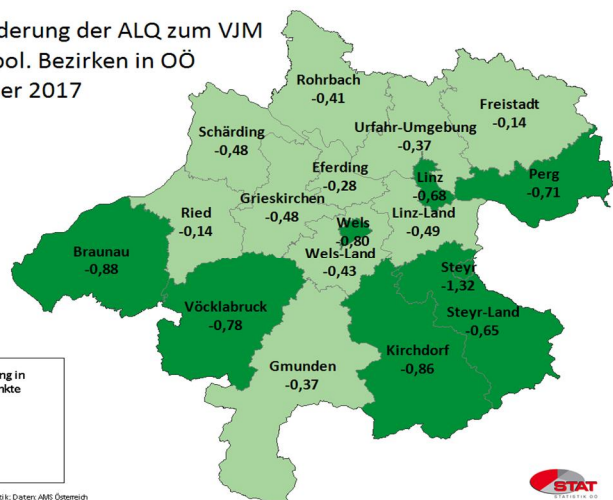 derung der ALQ zum VJM
pol. Bezirken in OÖ
er 2017
Rohrbach
-0,41
Freistadt
-0,14
Schärding
-0,48
Urfahr-Umgebung
-0,37
Eferding
-0,28
Linz
-0,68
Perg
-0,71
Grieskirchen
-0,48
Ried
-0,14
Wels
-0,80
Linz-Land
-0,49
Braunau
-0,88
Wels-Land
-0,43
Steyr
-1,32
Vöcklabruck
-0,78
Steyr-Land
-0,65
Kirchdorf
-0,86
Gmunden
-0,37
ng in
nkte
tik; Daten: AMS Österreich
STAT
STATISTIK OÖ